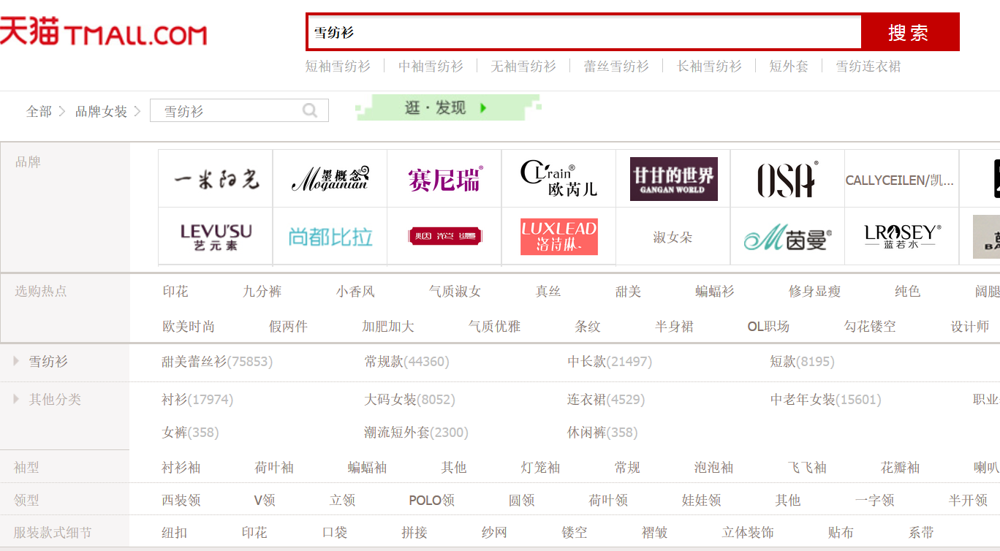 天猫 TMALL.COM
雪纺衫 搜 索
短袖雪纺衫 中袖雪纺衫 无袖雪纺衫 蕾丝雪纺衫 长袖雪纺衫 短外套 雪纺连衣裙
全部 品牌女装 雪纺衫 逛·发现
品牌
一米阳光 墨概念 Mogainian 赛尼瑞® OL'rain® 欧芮儿 甘甘的世界 GANGAN WORLD OSA® CALLYCEILEN/凯...
LEVU'SU 艺元素 尚都比拉 LUXLEAD 洛诗琳 淑女朵 茵曼® LROSEY® 蓝若水
选购热点 印花 九分裤 小香风 气质淑女 真丝 甜美 蝙蝠衫 修身显瘦 纯色 阔腿
欧美时尚 假两件 加肥加大 气质优雅 条纹 半身裙 OL职场 勾花镂空 设计师
雪纺衫 甜美蕾丝衫(75853) 常规款(44360) 中长款(21497) 短款(8195)
其他分类 衬衫(17974) 大码女装(8052) 连衣裙(4529) 中老年女装(15601) 职业
女裤(358) 潮流短外套(2300) 休闲裤(358)
袖型 衬衫袖 荷叶袖 蝙蝠袖 其他 灯笼袖 常规 泡泡袖 飞飞袖 花瓣袖 喇叭
领型 西装领 V领 立领 POLO领 圆领 荷叶领 娃娃领 其他 一字领 半开领
服装款式细节 纽扣 印花 口袋 拼接 纱网 镂空 褶皱 立体装饰 贴布 系带